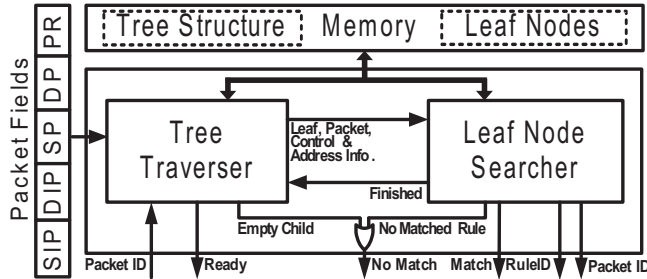 Packet Fields
PR
DP
SP
DIP
SIP
Tree Structure
Memory
Leaf Nodes
Tree
Traverser
Leaf, Packet,
Control &
Address Info .
Finished
Leaf Node
Searcher
Empty Child
No Matched Rule
Packet ID
Ready
No Match
Match
RuleID
Packet ID